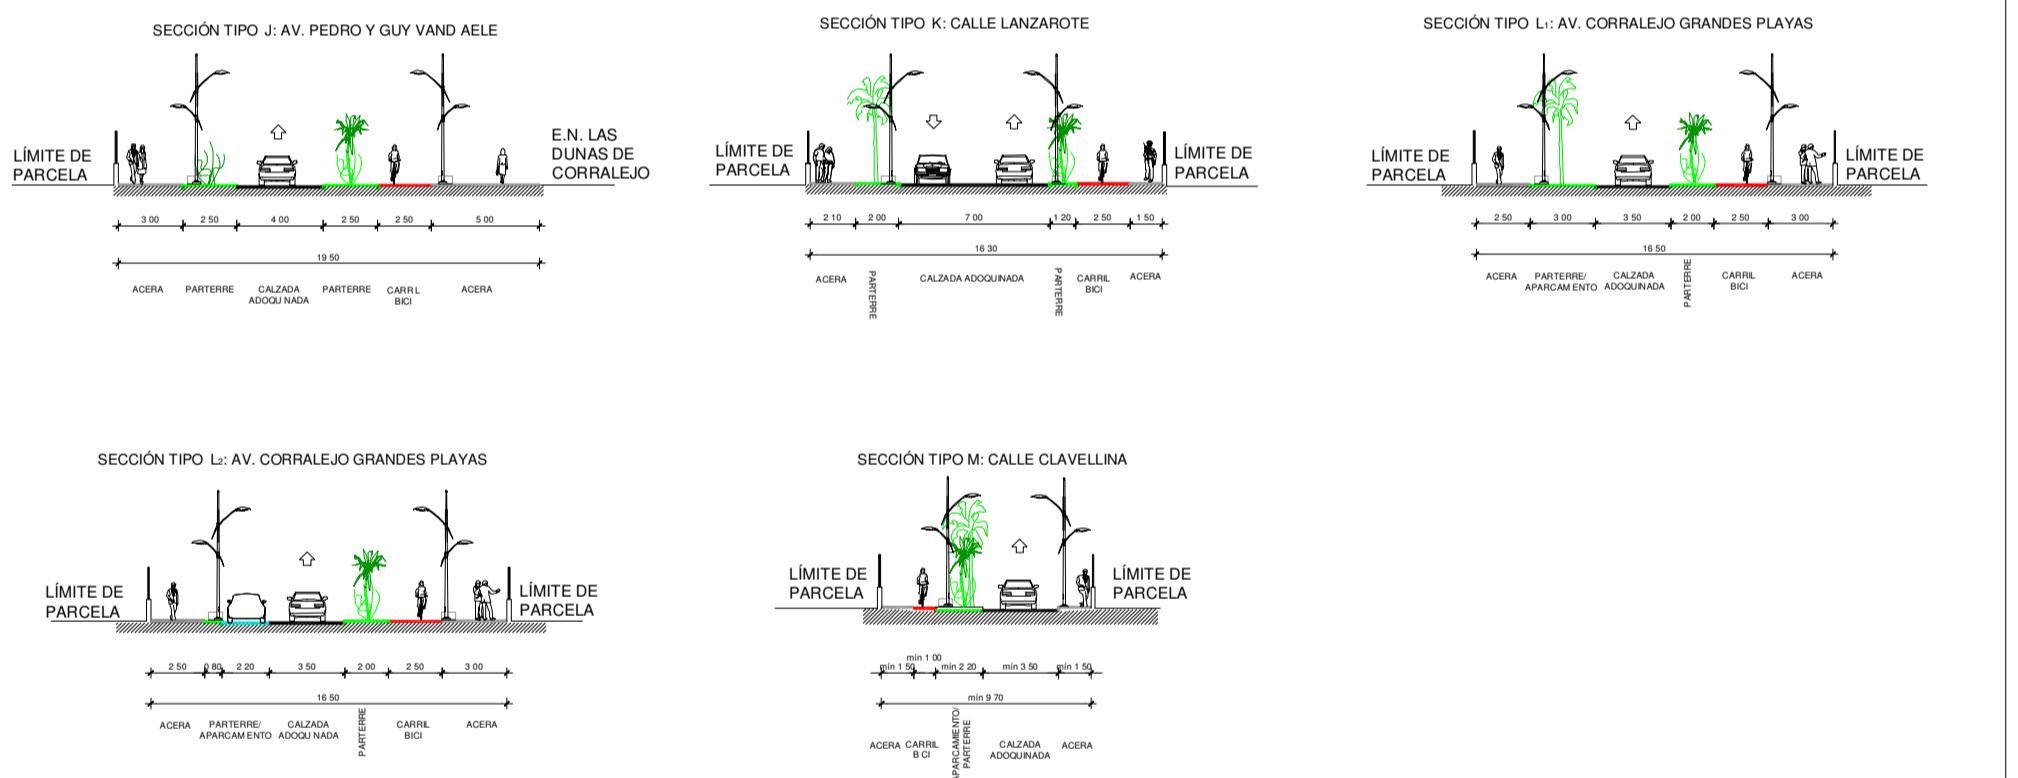 SECCIÓN TIPO J: AV. PEDRO Y GUY VAND AELE
LÍMITE DE
PARCELA
E.N. LAS
DUNAS DE
CORRALEJO
3 00 2 50 4 00 2 50 2 50 5 00
19 50
ACERA PARTERRE CALZADA PARTERRE CARR L ACERA
ADOQU NADA BICI
SECCIÓN TIPO K: CALLE LANZAROTE
LÍMITE DE
PARCELA
LÍMITE DE
PARCELA
2 10 2 00 7 00 1 20 2 50 1 50
16 30
ACERA PARTERRE CALZADA ADOQUINADA PARTERRE CARRIL ACERA
BICI
SECCIÓN TIPO L1: AV. CORRALEJO GRANDES PLAYAS
LÍMITE DE
PARCELA
LÍMITE DE
PARCELA
2 50 3 00 3 50 2 00 2 50 3 00
16 50
ACERA PARTERRE/ CALZADA PARTERRE CARRIL ACERA
APARCAMENTO ADOQUINADA BICI
SECCIÓN TIPO L2: AV. CORRALEJO GRANDES PLAYAS
LÍMITE DE
PARCELA
LÍMITE DE
PARCELA
2 50 0 80 2 20 3 50 2 00 2 50 3 00
16 50
ACERA PARTERRE/ CALZADA PARTERRE CARRIL ACERA
APARCAMENTO ADOQU NADA BICI
SECCIÓN TIPO M: CALLE CLAVELLINA
LÍMITE DE
PARCELA
LÍMITE DE
PARCELA
mín 1 00
mín 1 50 mín 2 20 mín 3 50 mín 1 50
mín 9 70
ACERA CARRIL APARCAMIENTO/ CALZADA ACERA
B CI PARTERRE ADOQUINADA